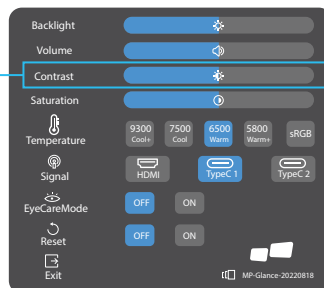 Backlight
Volume
Contrast
Saturation
Temperature
9300 Cool+
7500 Cool
6500 Warm
5800 Warm+
sRGB
Signal
HDMI
TypeC 1
TypeC 2
EyeCareMode
OFF
ON
Reset
OFF
ON
Exit
MP-Glance-20220818